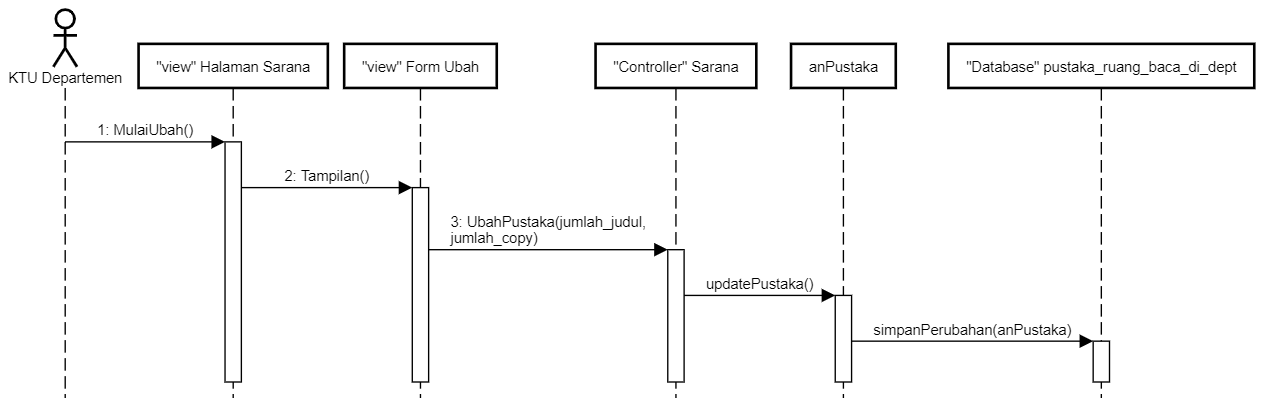 KTU Departemen
"view" Halaman Sarana
"view" Form Ubah
"Controller" Sarana
anPustaka
"Database" pustaka_ruang_baca_di_dept
1: MulaiUbah()
2: Tampilan()
3: UbahPustaka(jumlah_judul,
jumlah_copy)
updatePustaka()
simpanPerubahan(anPustaka)